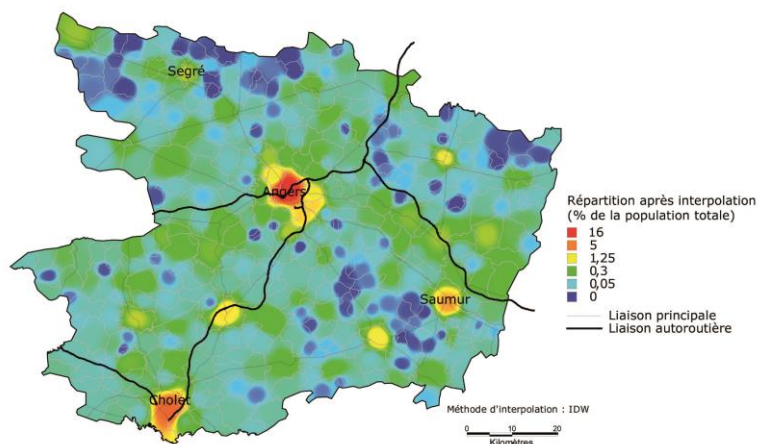 Segré
Angers
Saumur
Cholet
Répartition après interpolation
(% de la population totale)
16
5
1,25
0,3
0,05
0
Liaison principale
Liaison autoroutière
Méthode d'interpolation : IDW
0 10 20
Kilomètres